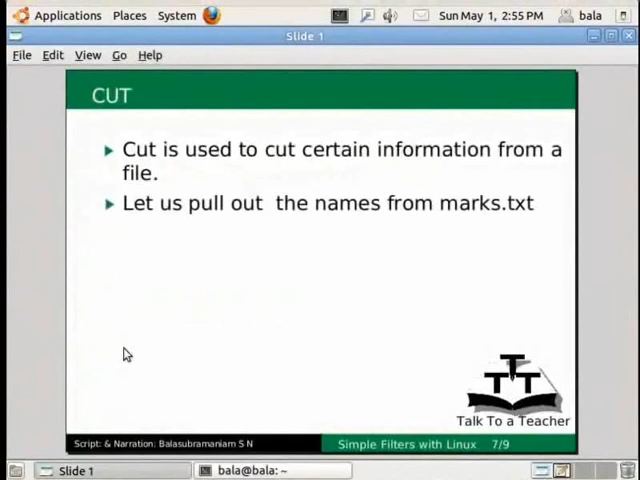 Applications Places System Sun May 1, 2:55 PM bala
Slide 1
File Edit View Go Help
CUT
Cut is used to cut certain information from a
file.
Let us pull out the names from marks.txt
TTT
Talk To a Teacher
Script: & Narration: Balasubramaniam S N Simple Filters with Linux 7/9
Slide 1 bala@bala: ~